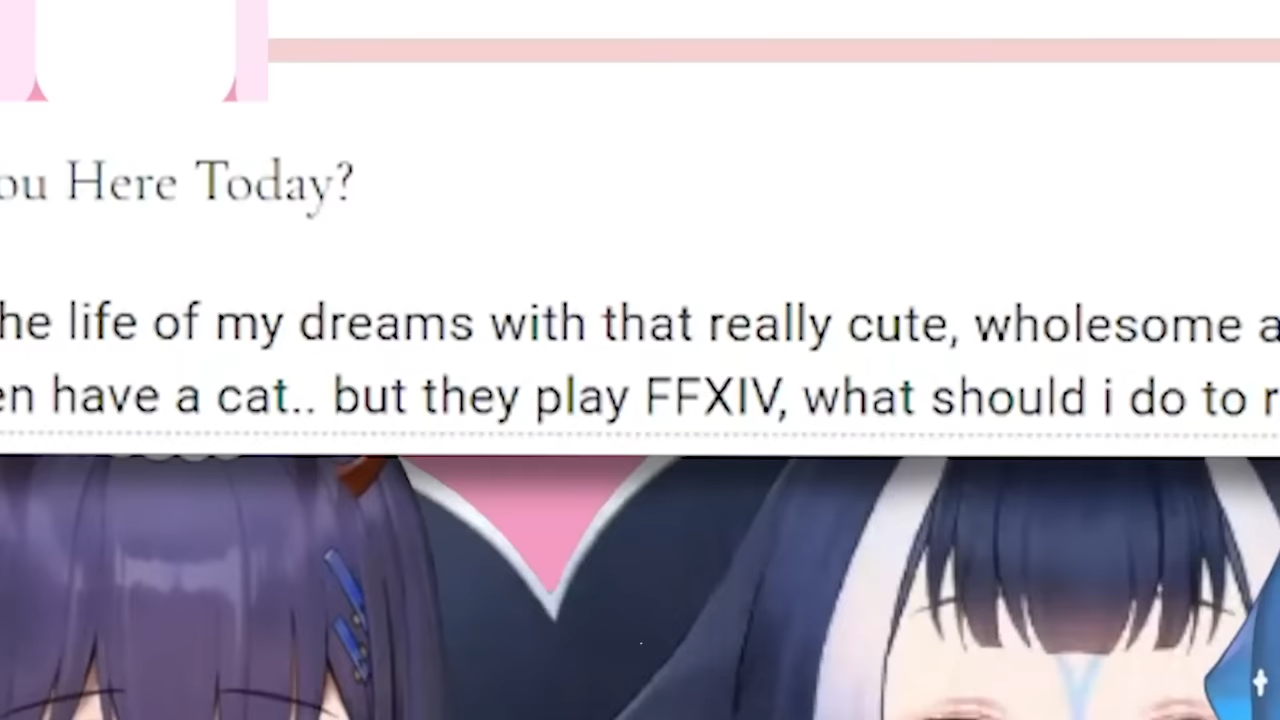 ou Here Today?
he life of my dreams with that really cute, wholesome a
en have a cat.. but they play FFXIV, what should i do to r